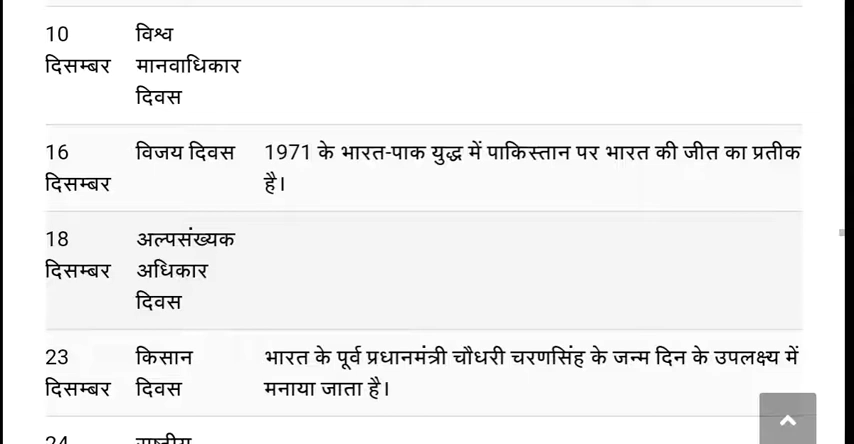 10 विश्व
दिसम्बर मानवाधिकार
दिवस
16 विजय दिवस 1971 के भारत-पाक युद्ध में पाकिस्तान पर भारत की जीत का प्रतीक
दिसम्बर है।
18 अल्पसंख्यक
दिसम्बर अधिकार
दिवस
23 किसान भारत के पूर्व प्रधानमंत्री चौधरी चरणसिंह के जन्म दिन के उपलक्ष्य में
दिसम्बर दिवस मनाया जाता है।
24 राष्ट्रीय